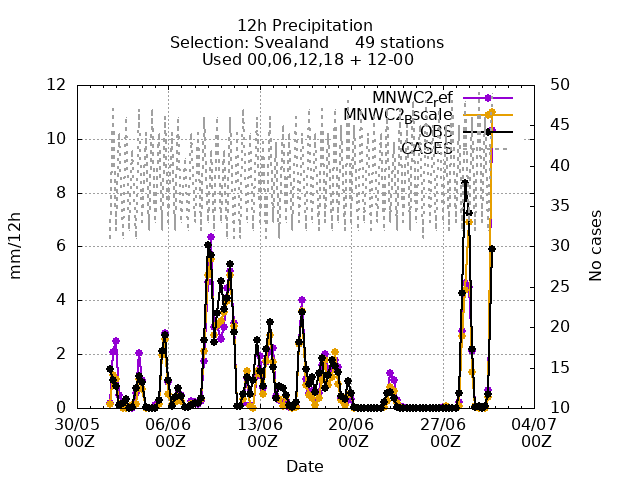 12h Precipitation
Selection: Svealand 49 stations
Used 00,06,12,18 + 12-00
12
10
8
6
4
2
0
50
45
40
35
30
25
20
15
10
mm/12h
No cases
MNWC2ref
MNWC2Bscale
OBS
CASES
30/05 06/06 13/06 20/06 27/06 04/07
00Z 00Z 00Z 00Z 00Z 00Z
Date